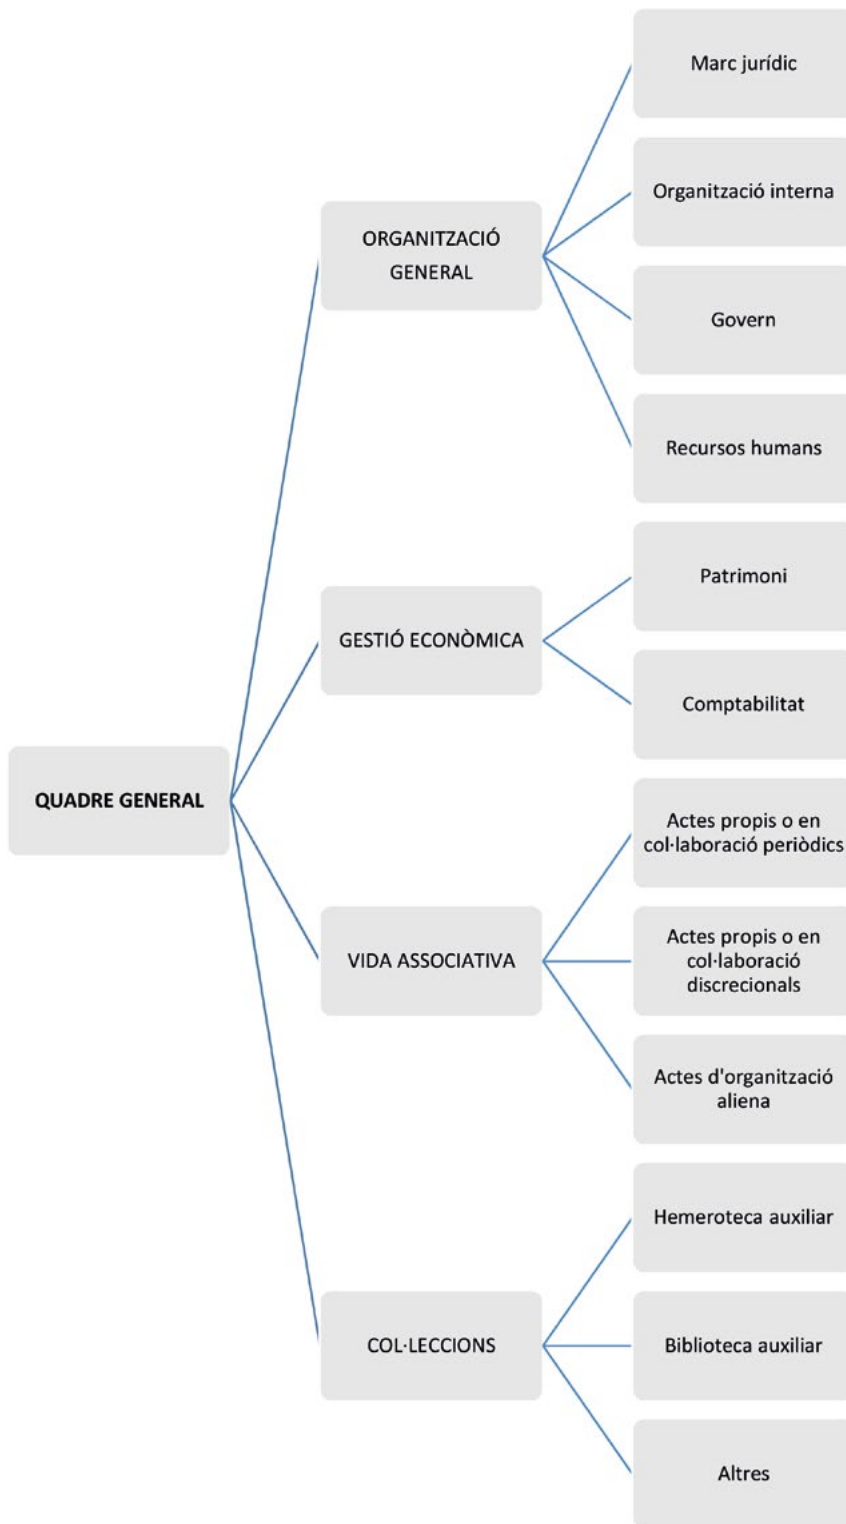 QUADRE GENERAL
ORGANITZACIÓ
GENERAL
Marc jurídic
Organització interna
Govern
Recursos humans
GESTIÓ ECONÒMICA
Patrimoni
Comptabilitat
VIDA ASSOCIATIVA
Actes propis o en
col·laboració periòdics
Actes propis o en
col·laboració
discrecionals
Actes d'organització
aliena
COL·LECCIONS
Hemeroteca auxiliar
Biblioteca auxiliar
Altres